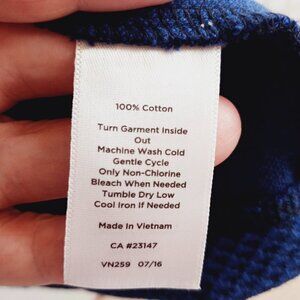 100% Cotton
Turn Garment Inside
Out
Machine Wash Cold
Gentle Cycle
Only Non-Chlorine
Bleach When Needed
Tumble Dry Low
Cool Iron If Needed
Made In Vietnam
CA #23147
VN259 07/16